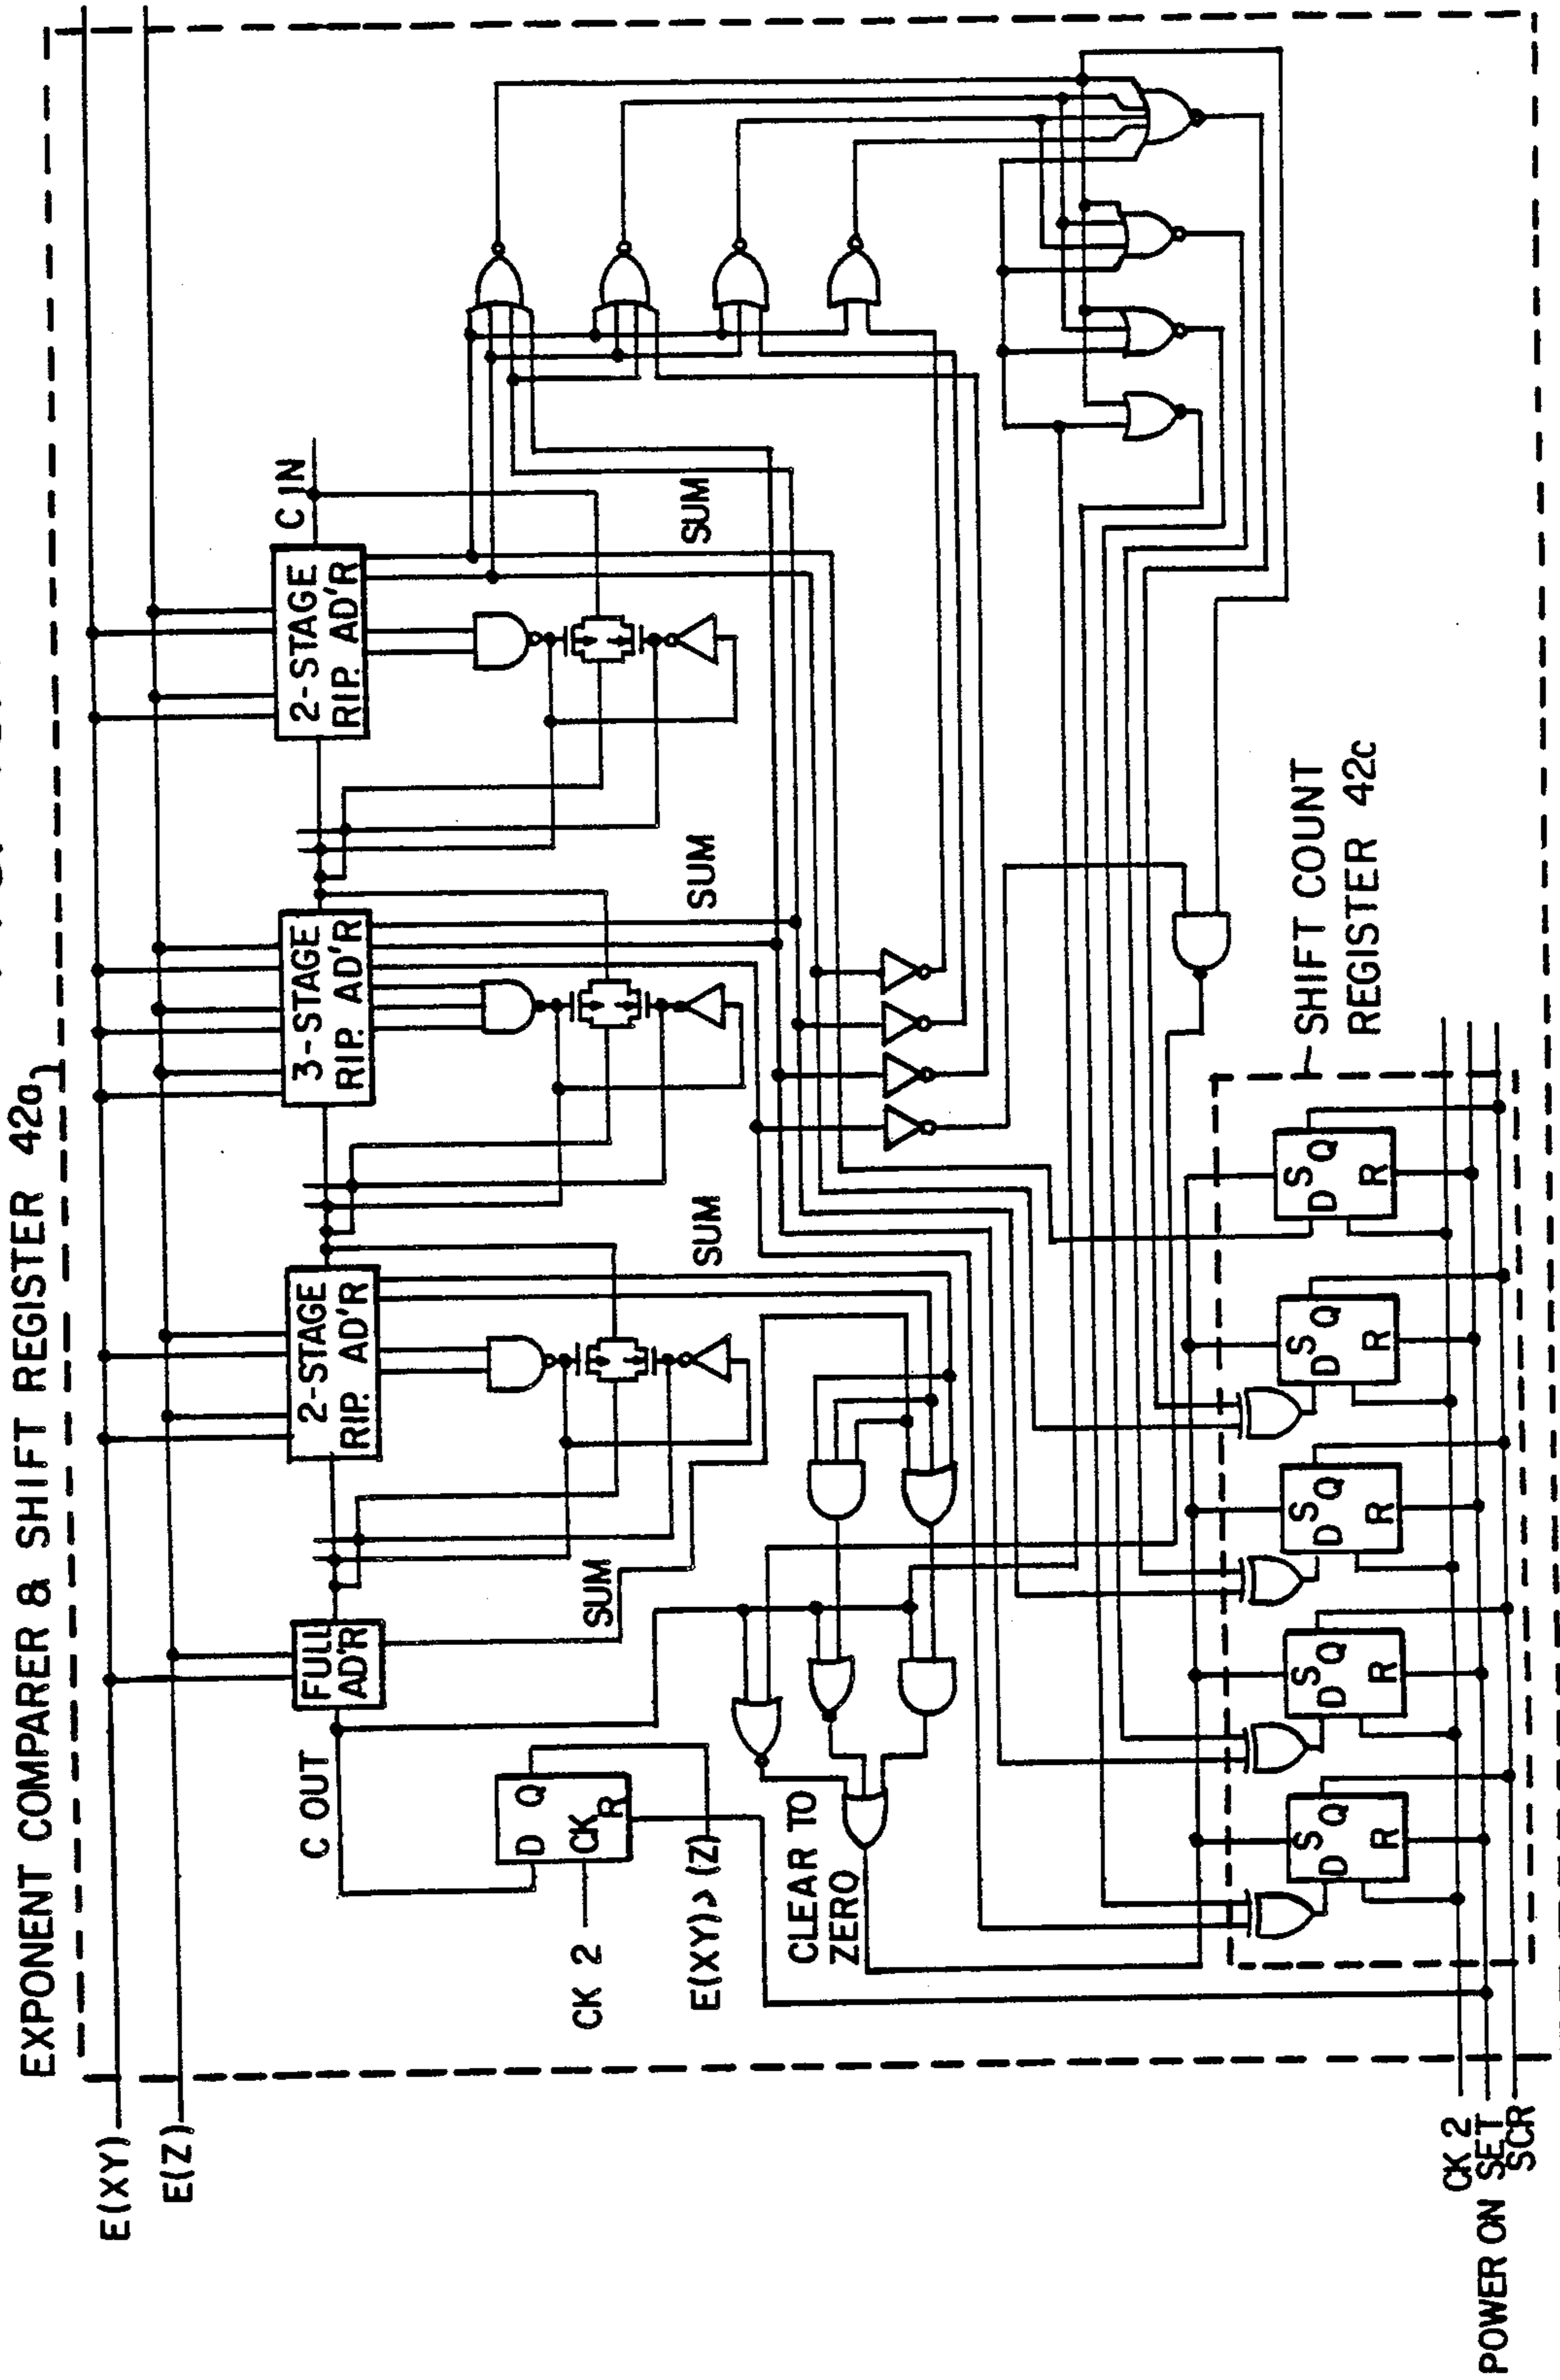 EXPONENT COMPARER & SHIFT REGISTER 42a
E(XY)
E(Z)
C OUT
FULL
AD'R
2-STAGE
RIP. AD'R
3-STAGE
RIP. AD'R
2-STAGE
RIP. AD'R
C IN
SUM
SUM
SUM
SUM
D Q
CK R
CK 2
E(XY)>(Z)
CLEAR TO
ZERO
SHIFT COUNT
REGISTER 42c
S
D Q
R
S
D Q
R
S
D Q
R
S
D Q
R
S
D Q
R
CK 2
POWER ON SET
SCR